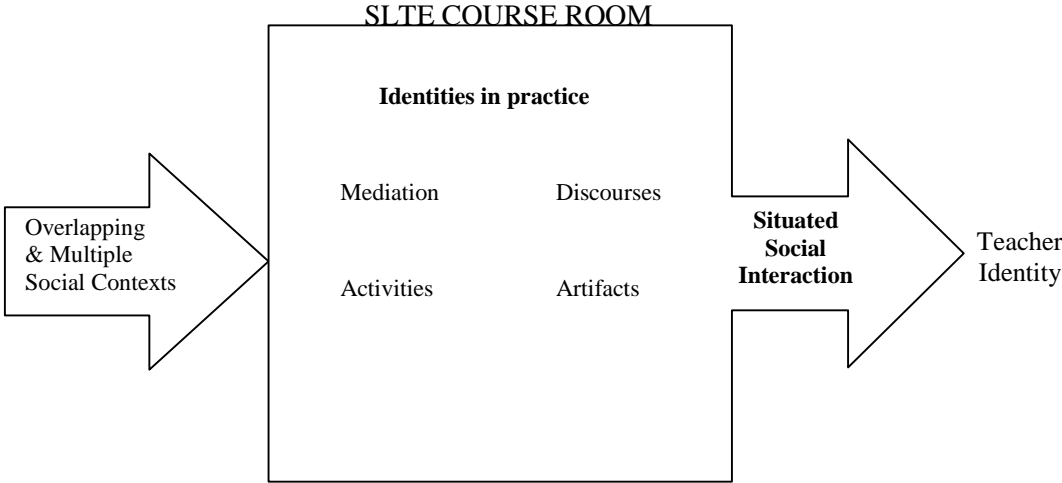 SLTE COURSE ROOM
Identities in practice
Mediation
Discourses
Activities
Artifacts
Overlapping
& Multiple
Social Contexts
Situated
Social
Interaction
Teacher
Identity